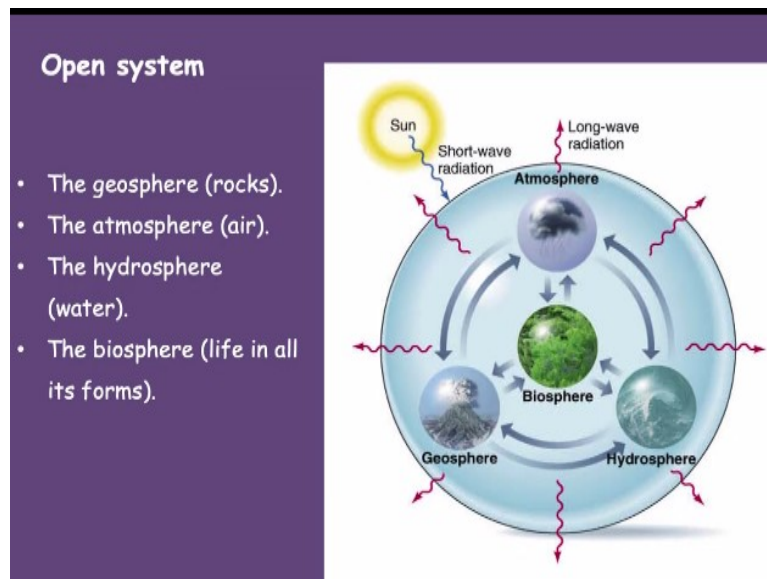 Open system
• The geosphere (rocks).
• The atmosphere (air).
• The hydrosphere
(water).
• The biosphere (life in all
its forms).
Sun
Short-wave
radiation
Long-wave
radiation
Atmosphere
Biosphere
Geosphere
Hydrosphere